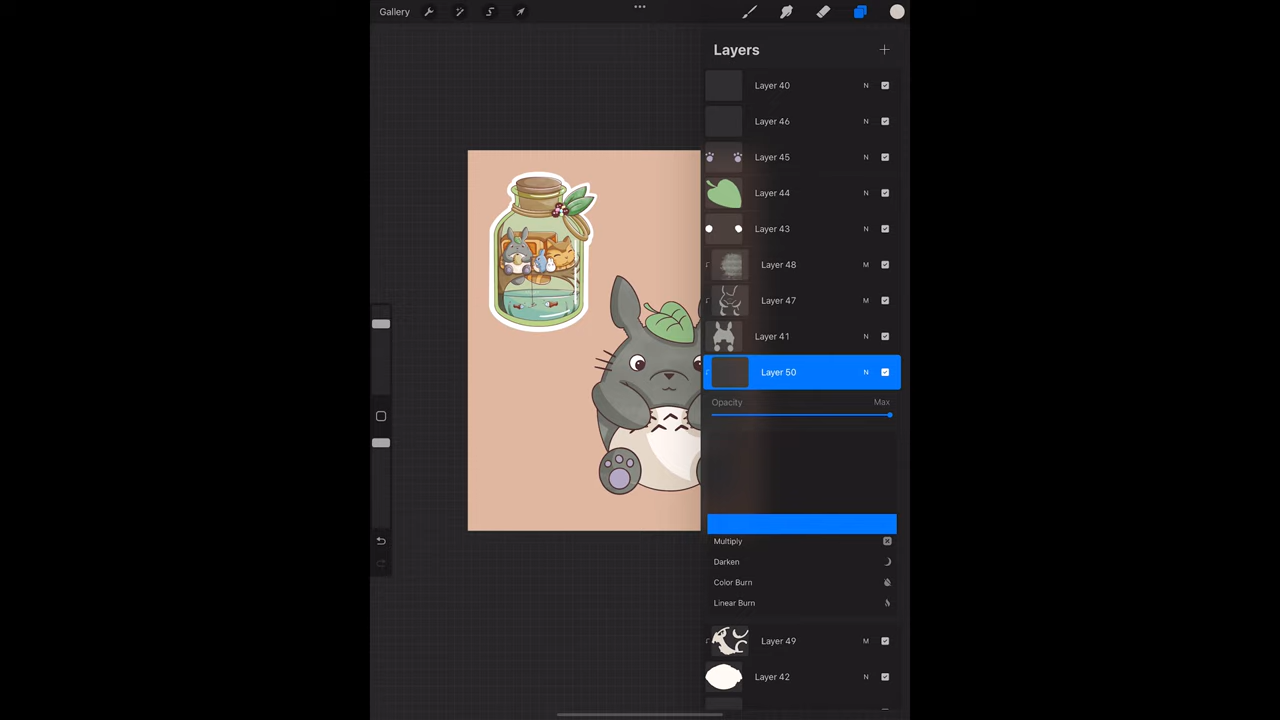 Gallery
Layers
Layer 40 N
Layer 46 N
Layer 45 N
Layer 44 N
Layer 43 N
Layer 48 M
Layer 47 M
Layer 41 N
Layer 50 N
Opacity Max
Multiply
Darken
Color Burn
Linear Burn
Layer 49 M
Layer 42 N